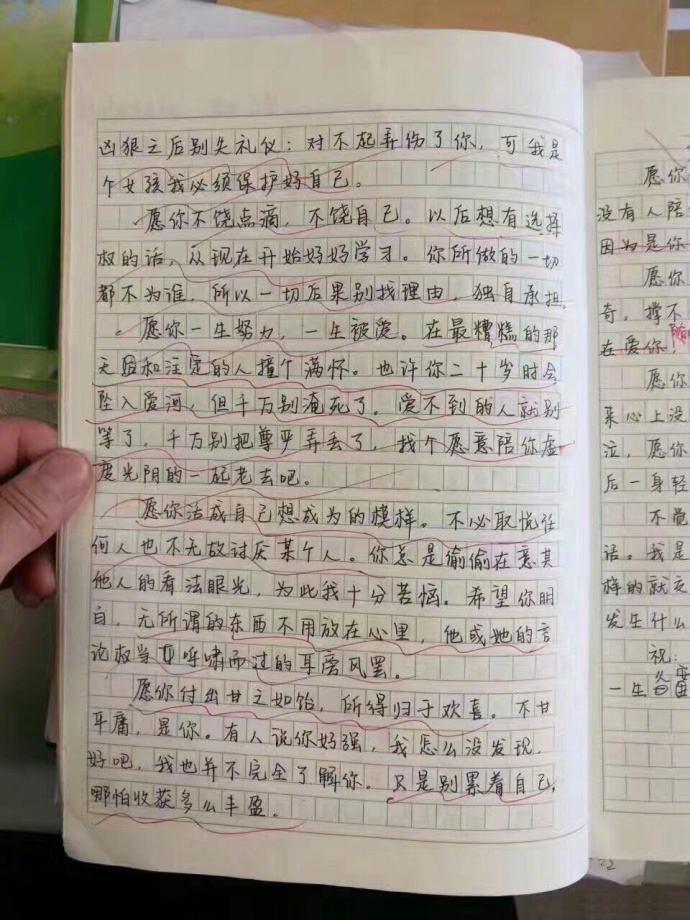 凶狠之后别失礼仪：对不起弄伤了你，可我是
个女孩我必须保护好自己。
愿你不饶点痛，不饶自己。以后想有选择
权的话，从现在开始好好学习。你所做的一切
都不为谁，所以一切后果别找理由，独自承担。
愿你一生努力，一生被爱。在最糟糕的那
天回和注定的人撞个满怀。也许你二十岁时会
坠入爱河，但千万别淹死了，爱不到的人就别
等了，千万别把尊严弄丢了，找个愿意陪你虚
度光阴的一起老去吧。
愿你活成自己想成为的模样。不必取悦任
何人也不无故讨厌某个人。你总是偷偷在意其
他人的看法眼光，为此我十分苦恼。希望你明
白，无所谓的东西不用放在心里，他或她的言
论权当呼啸而过的耳旁风罢。
愿你付出甘之如饴，所得归于欢喜。不甘
平庸，是你。有人说你好强，我怎么没发现，
好吧，我也并不完全了解你。只是别累着自己，
哪怕收获多么丰盈。
愿你
没有人陪
因为是你
愿你
奇，撑不
在爱你！
愿你
来心上没
泣，愿你
后一身轻
不觉
话。我是
样的就交
发生什么
祝：
一生